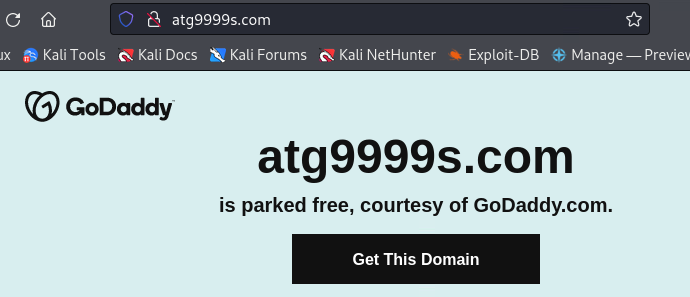 atg9999s.com
ux Kali Tools Kali Docs Kali Forums Kali NetHunter Exploit-DB Manage — Preview
GoDaddy
atg9999s.com
is parked free, courtesy of GoDaddy.com.
Get This Domain